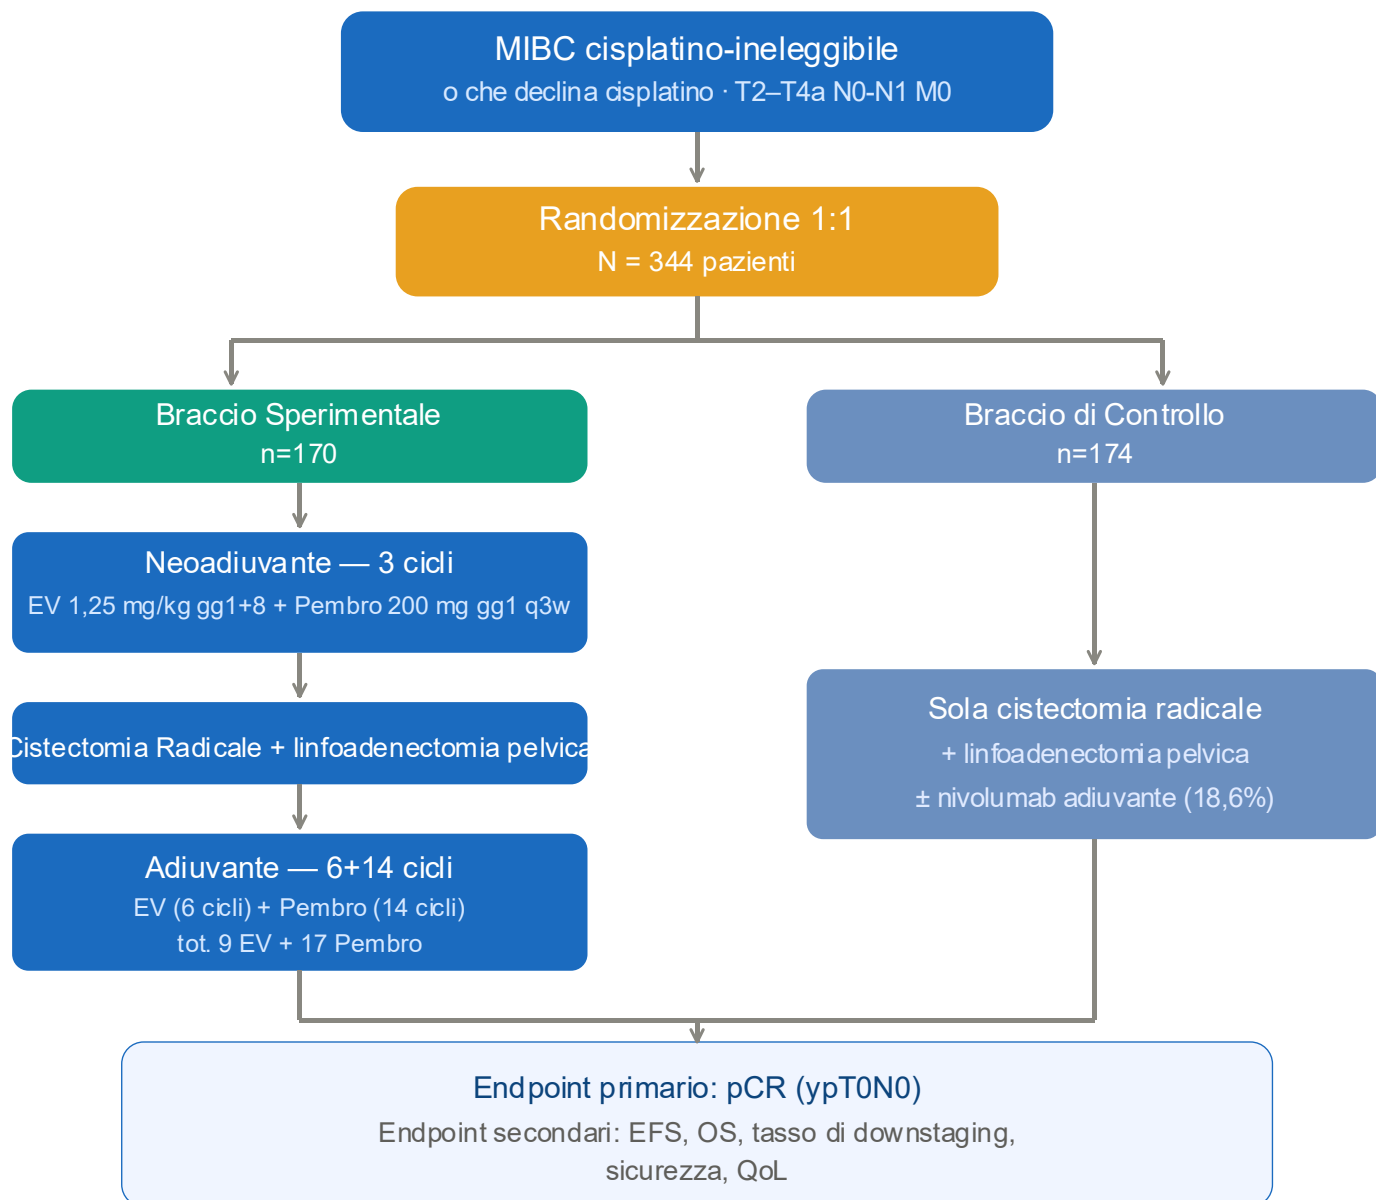 MIBC cisplatino-ineleggibile
o che declina cisplatino · T2–T4a N0-N1 M0
Randomizzazione 1:1
N = 344 pazienti
Braccio Sperimentale
n=170
Braccio di Controllo
n=174
Neoadiuvante — 3 cicli
EV 1,25 mg/kg gg1+8 + Pembro 200 mg gg1 q3w
Cistectomia Radicale + linfoadenectomia pelvica
Sola cistectomia radicale
+ linfoadenectomia pelvica
± nivolumab adiuvante (18,6%)
Adiuvante — 6+14 cicli
EV (6 cicli) + Pembro (14 cicli)
tot. 9 EV + 17 Pembro
Endpoint primario: pCR (ypT0N0)
Endpoint secondari: EFS, OS, tasso di downstaging,
sicurezza, QoL